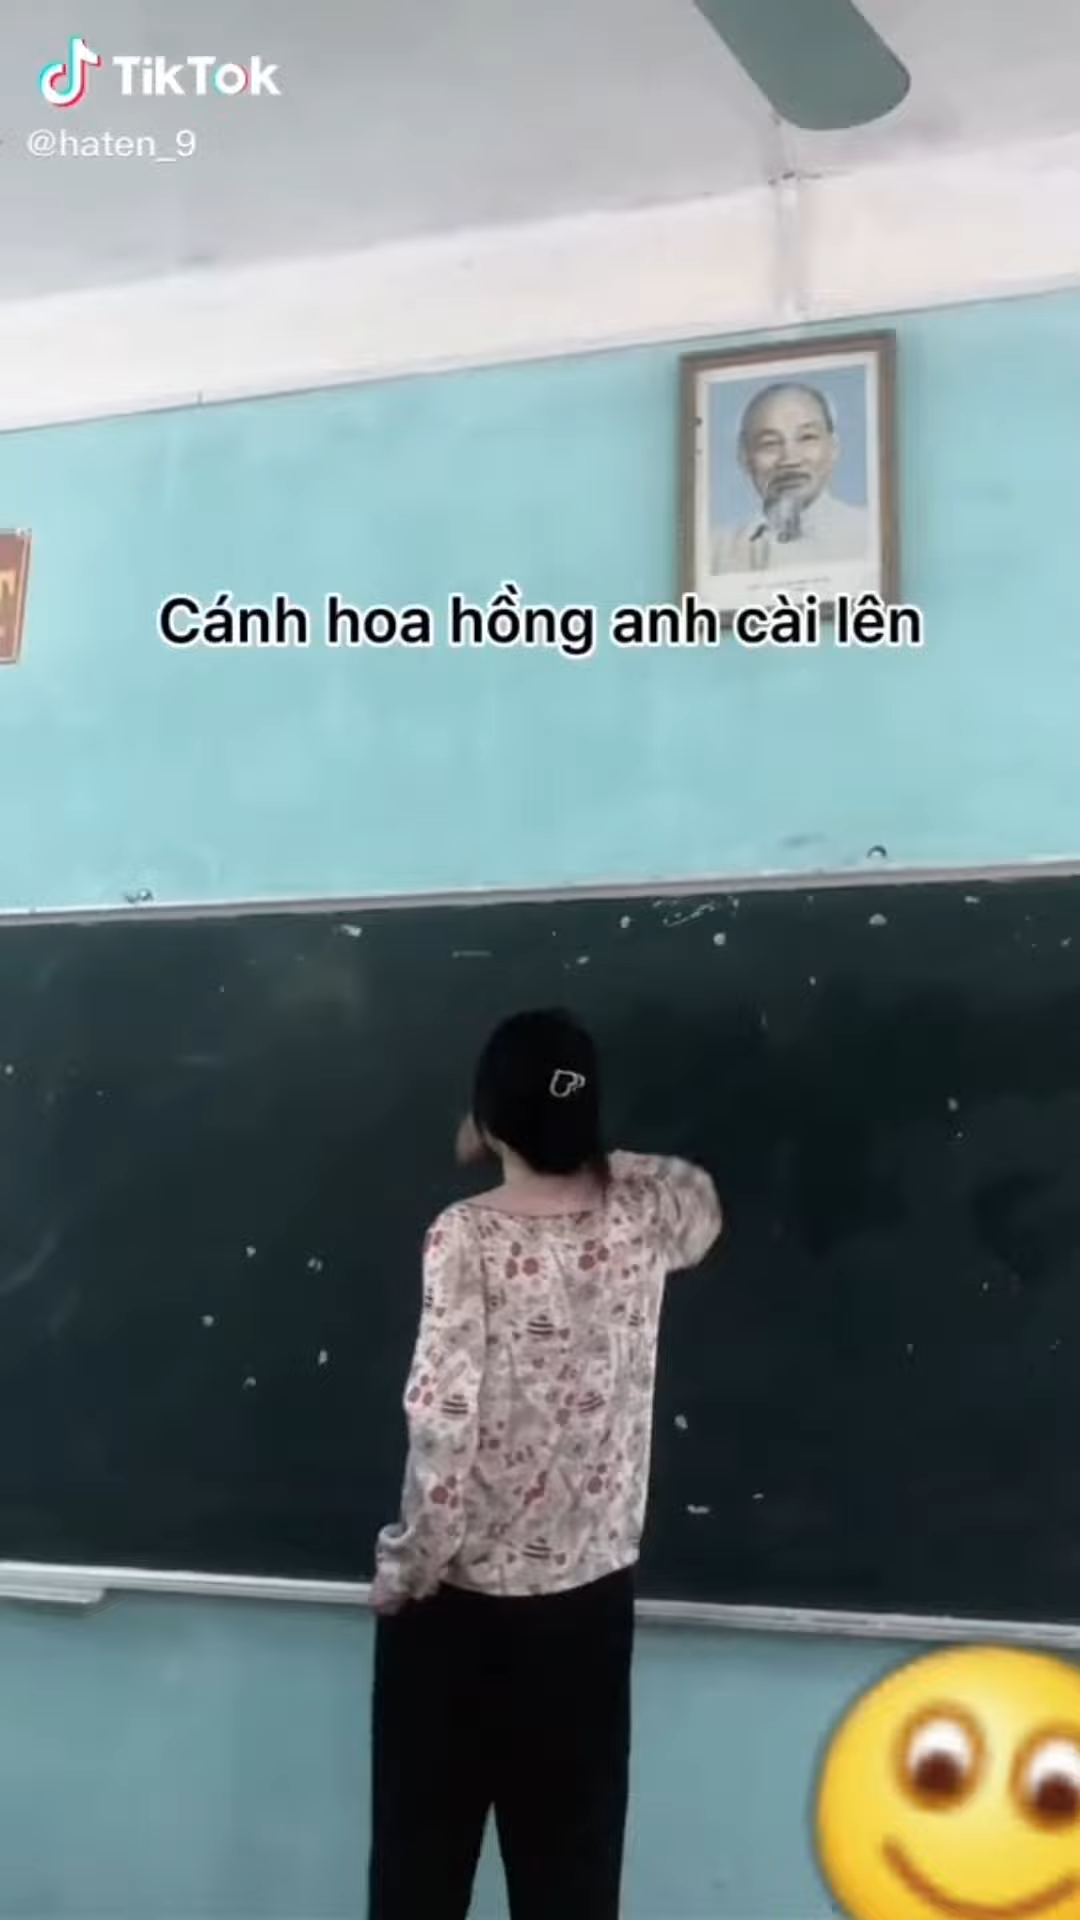 TikTok
@haten_9
Cánh hoa hồng anh cài lên